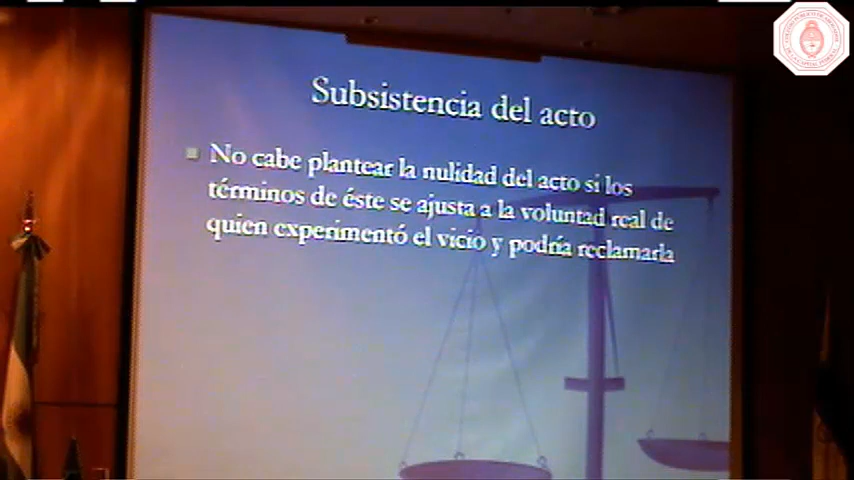 Subsistencia del acto
No cabe plantear la nulidad del acto si los
términos de éste se ajusta a la voluntad real de
quien experimentó el vicio y podría reclamarla